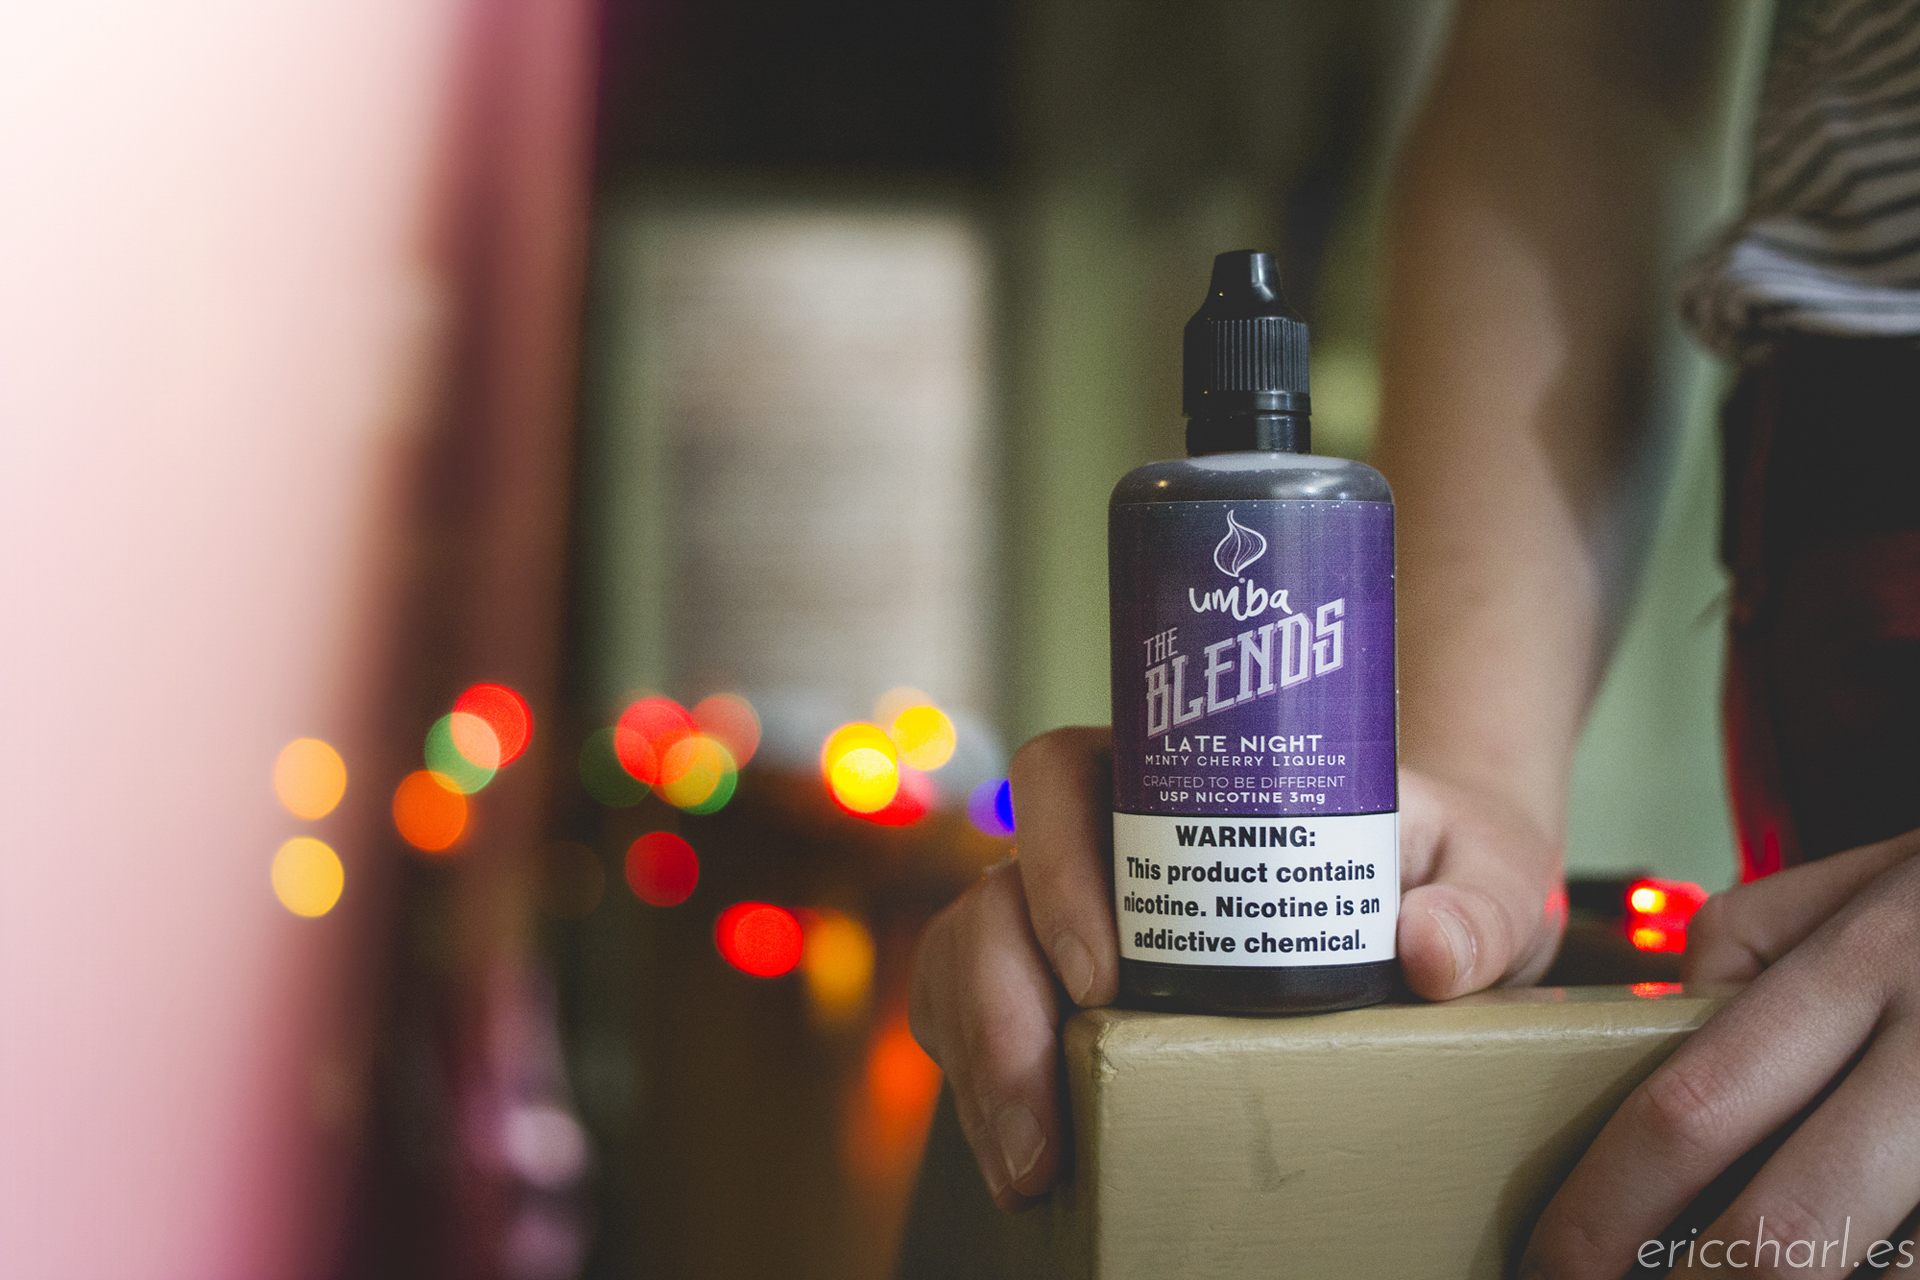 umba
THE
BLENDS
LATE NIGHT
MINTY CHERRY LIQUEUR
CRAFTED TO BE DIFFERENT
USP NICOTINE 3mg
WARNING:
This product contains
nicotine. Nicotine is an
addictive chemical.
ericcharl.es